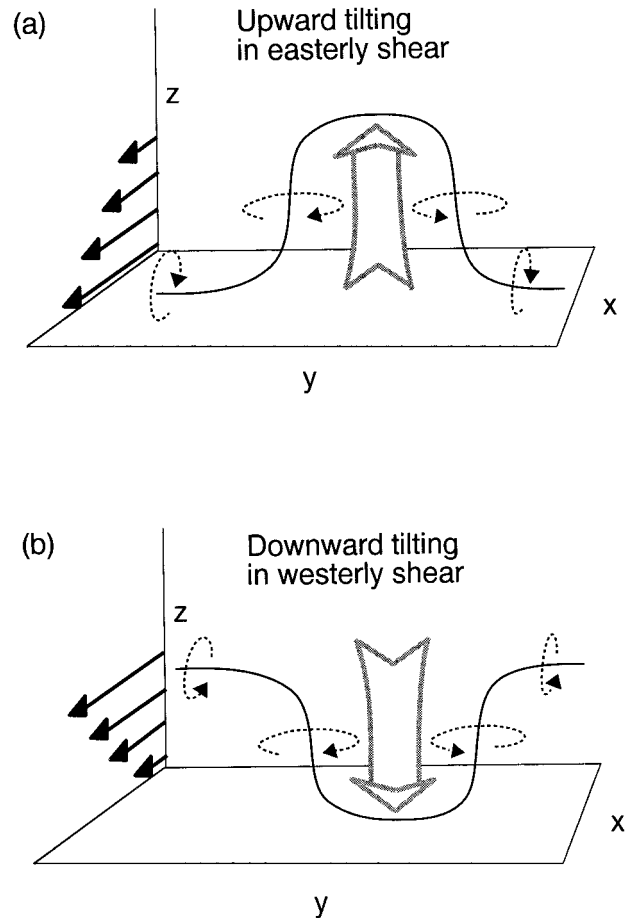 (a)
Upward tilting
in easterly shear
z
x
y
(b)
Downward tilting
in westerly shear
z
x
y